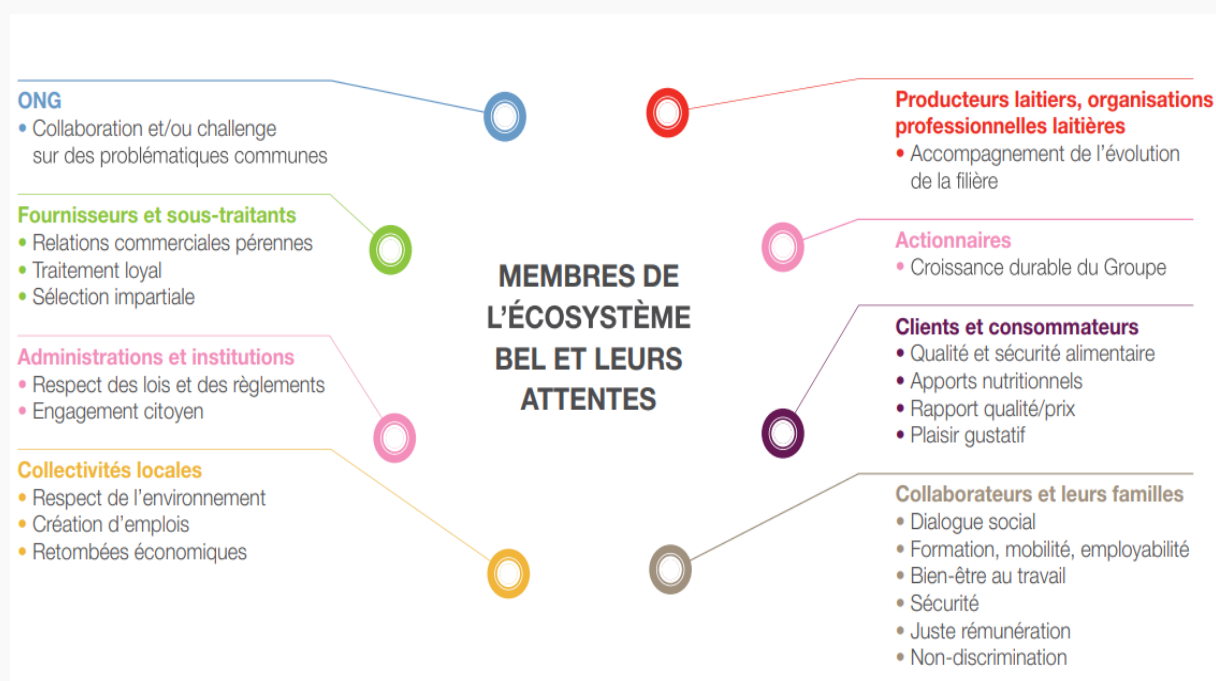 ONG
• Collaboration et/ou challenge
sur des problématiques communes
Fournisseurs et sous-traitants
• Relations commerciales pérennes
• Traitement loyal
• Sélection impartiale
Administrations et institutions
• Respect des lois et des règlements
• Engagement citoyen
Collectivités locales
• Respect de l'environnement
• Création d'emplois
• Retombées économiques
MEMBRES DE
L'ÉCOSYSTÈME
BEL ET LEURS
ATTENTES
Producteurs laitiers, organisations
professionnelles laitières
• Accompagnement de l'évolution
de la filière
Actionnaires
• Croissance durable du Groupe
Clients et consommateurs
• Qualité et sécurité alimentaire
• Apports nutritionnels
• Rapport qualité/prix
• Plaisir gustatif
Collaborateurs et leurs familles
• Dialogue social
• Formation, mobilité, employabilité
• Bien-être au travail
• Sécurité
• Juste rémunération
• Non-discrimination